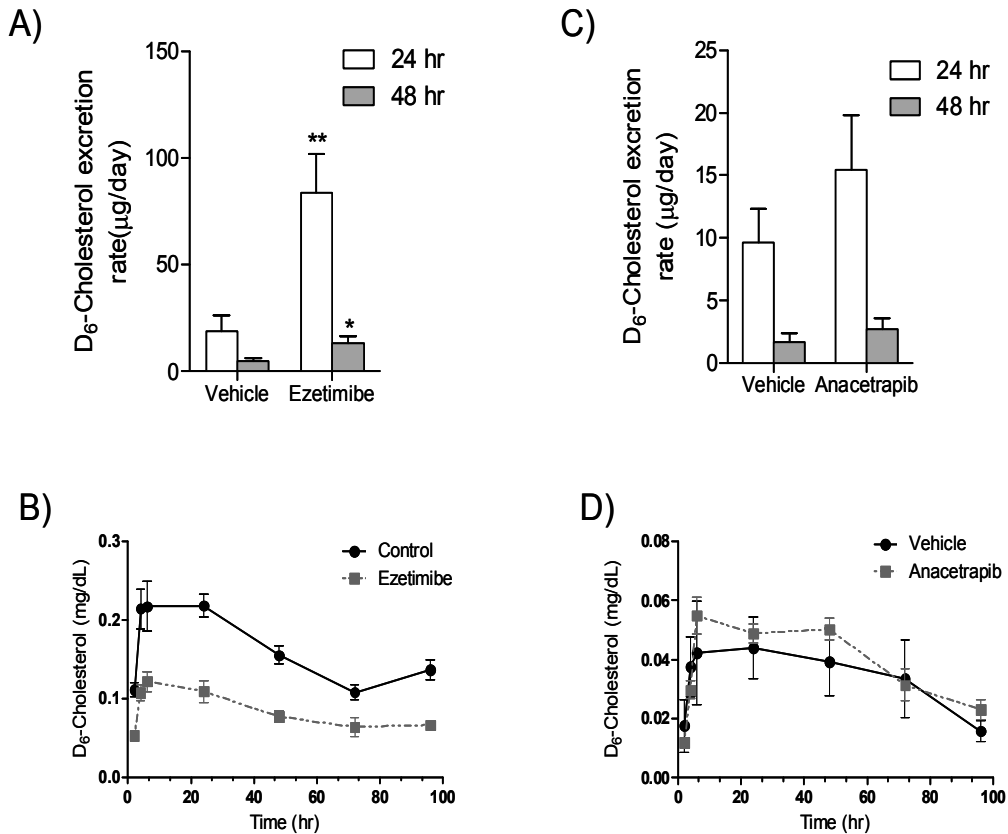 A)
D6-Cholesterol excretion
rate(µg/day)
150
100
50
0
24 hr
48 hr
**
*
Vehicle
Ezetimibe
C)
D6-Cholesterol excretion
rate (µg/day)
25
20
15
10
5
0
24 hr
48 hr
Vehicle
Anacetrapib
B)
D6-Cholesterol (mg/dL)
0.3
0.2
0.1
0.0
Control
Ezetimibe
0 20 40 60 80 100
Time (hr)
D)
D6-Cholesterol (mg/dL)
0.08
0.06
0.04
0.02
0.00
Vehicle
Anacetrapib
0 20 40 60 80 100
Time (hr)